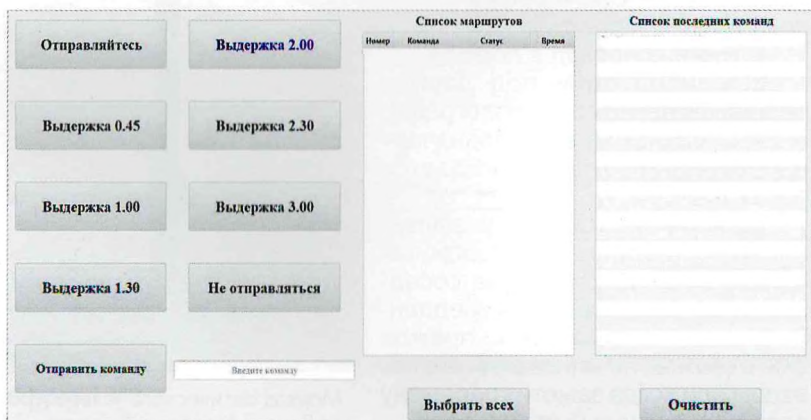 Отправляйтесь
Выдержка 2.00
Выдержка 0.45
Выдержка 2.30
Выдержка 1.00
Выдержка 3.00
Выдержка 1.30
Не отправляться
Отправить команду
Введите команду
Список маршрутов
Номер Команда Статус Время
Выбрать всех
Список последних команд
Очистить